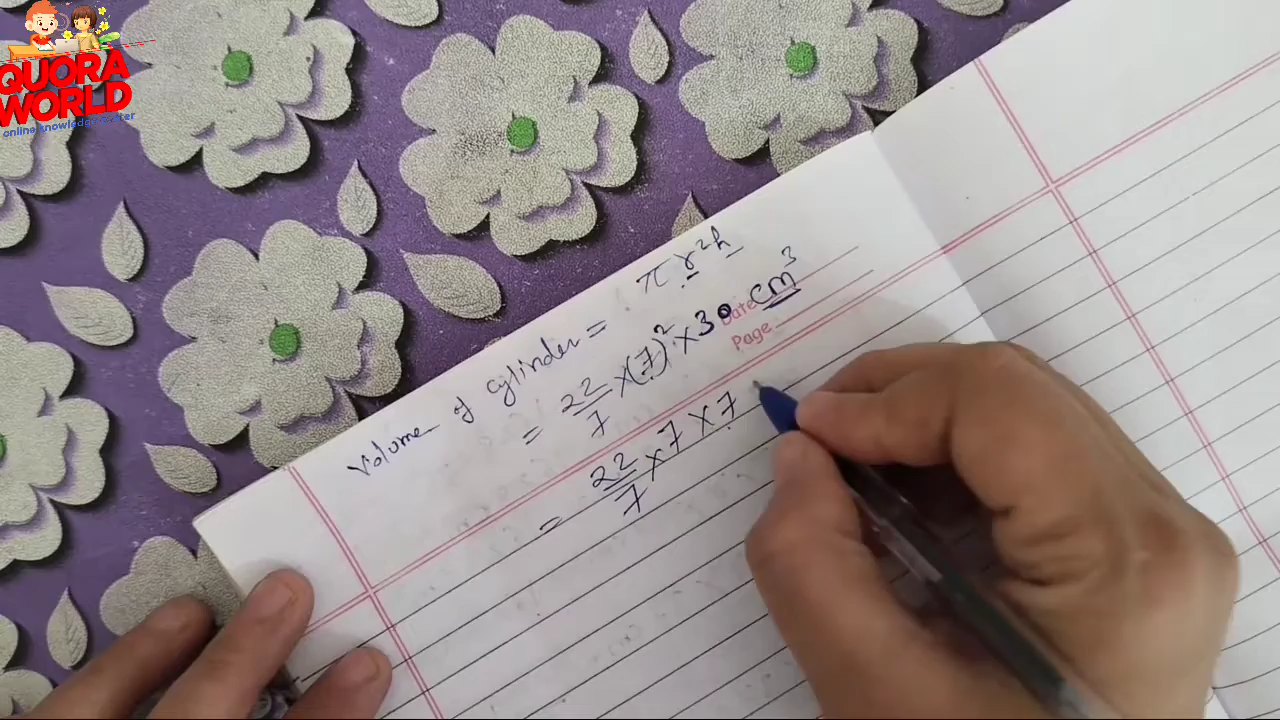 QUORA
WORLD
online knowledge center
Volume of cylinder = π r²h
= 22/7 × (7)² × 30 cm³
Date
Page
= 22/7 × 7 × 7